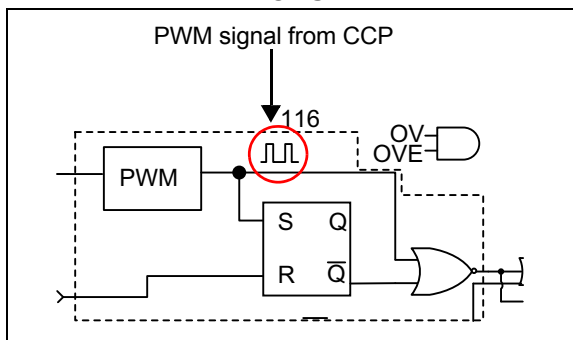 PWM signal from CCP
116
OV
OVE
PWM
S Q
R Q̅